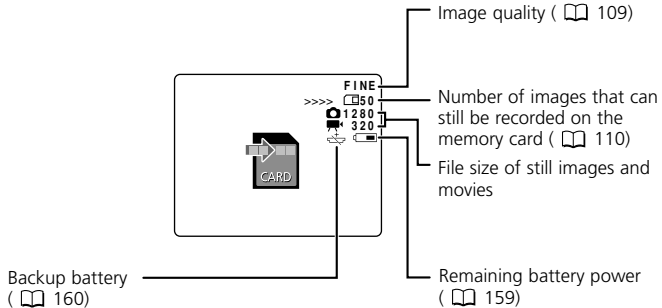 Image quality ( 109)
FINE
>>>> 50
1280
320
CARD
Number of images that can
still be recorded on the
memory card ( 110)
File size of still images and
movies
Backup battery
( 160)
Remaining battery power
( 159)